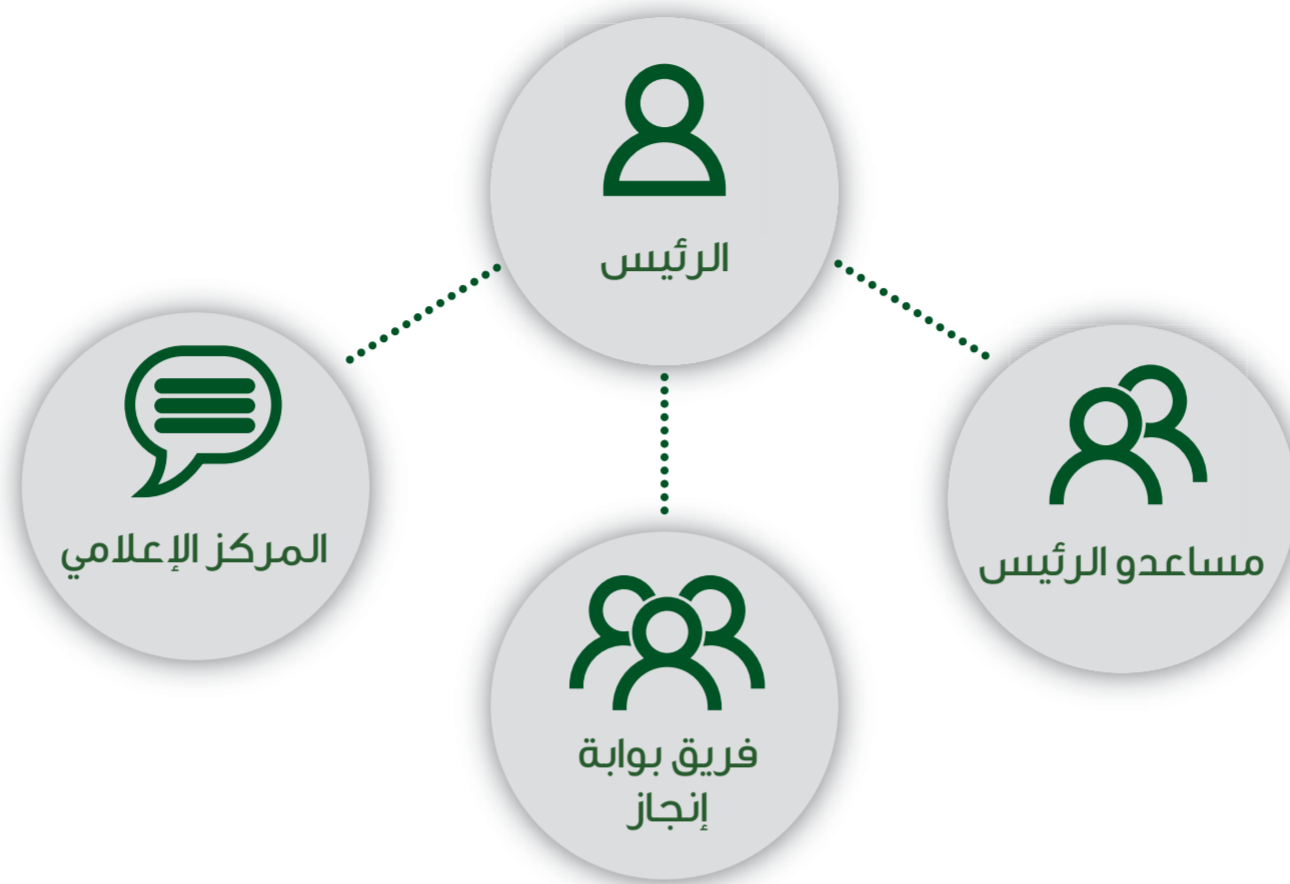 الرئيس
مساعدو الرئيس
المركز الإعلامي
فريق بوابة
إنجاز